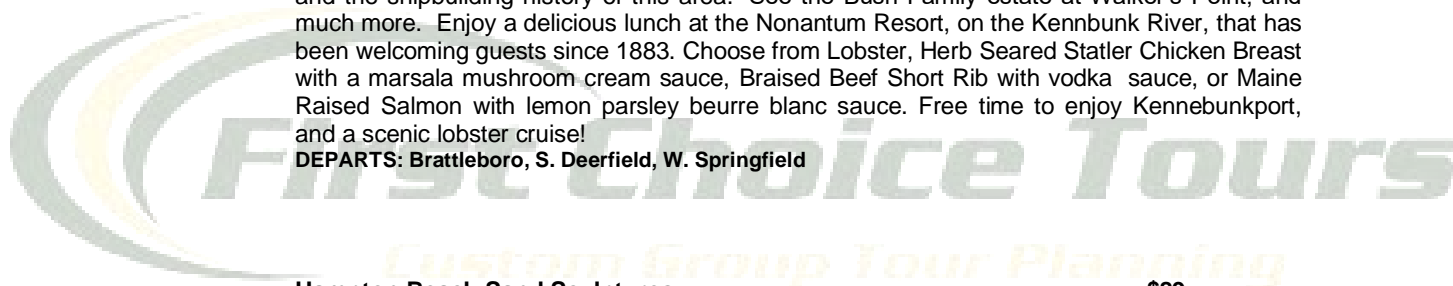 much more. Enjoy a delicious lunch at the Nonantum Resort, on the Kennbunk River, that has
been welcoming guests since 1883. Choose from Lobster, Herb Seared Statler Chicken Breast
with a marsala mushroom cream sauce, Braised Beef Short Rib with vodka sauce, or Maine
Raised Salmon with lemon parsley beurre blanc sauce. Free time to enjoy Kennebunkport,
and a scenic lobster cruise!
DEPARTS: Brattleboro, S. Deerfield, W. Springfield
First Choice Tours
Custom Group Tour Planning